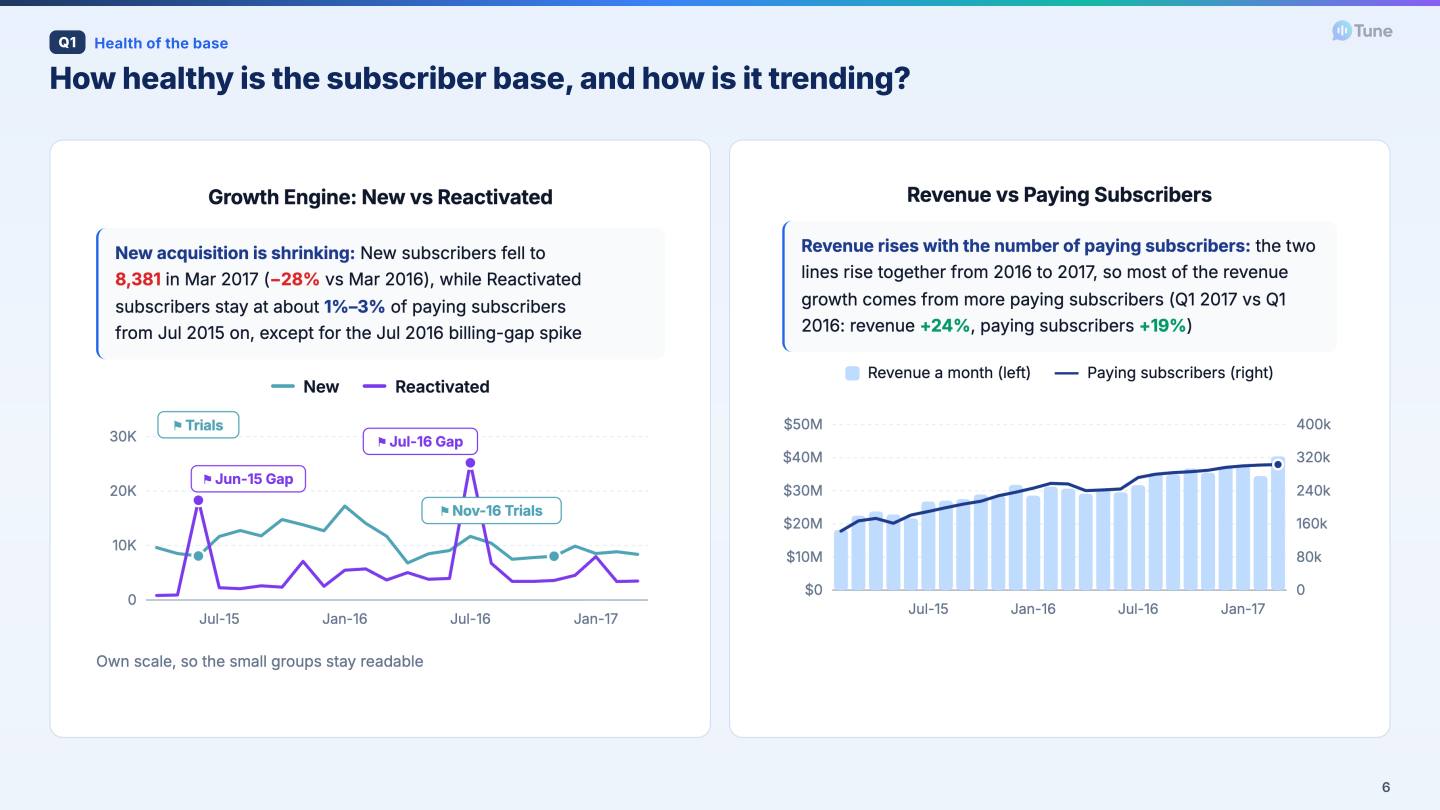 Q1 Health of the base
Tune
How healthy is the subscriber base, and how is it trending?
Growth Engine: New vs Reactivated
New acquisition is shrinking: New subscribers fell to
8,381 in Mar 2017 (−28% vs Mar 2016), while Reactivated
subscribers stay at about 1%–3% of paying subscribers
from Jul 2015 on, except for the Jul 2016 billing-gap spike
New Reactivated
⚑ Trials
⚑ Jul-16 Gap
⚑ Jun-15 Gap
⚑ Nov-16 Trials
30K
20K
10K
0
Jul-15 Jan-16 Jul-16 Jan-17
Own scale, so the small groups stay readable
Revenue vs Paying Subscribers
Revenue rises with the number of paying subscribers: the two
lines rise together from 2016 to 2017, so most of the revenue
growth comes from more paying subscribers (Q1 2017 vs Q1
2016: revenue +24%, paying subscribers +19%)
Revenue a month (left) Paying subscribers (right)
$50M 400k
$40M 320k
$30M 240k
$20M 160k
$10M 80k
$0 0
Jul-15 Jan-16 Jul-16 Jan-17
6